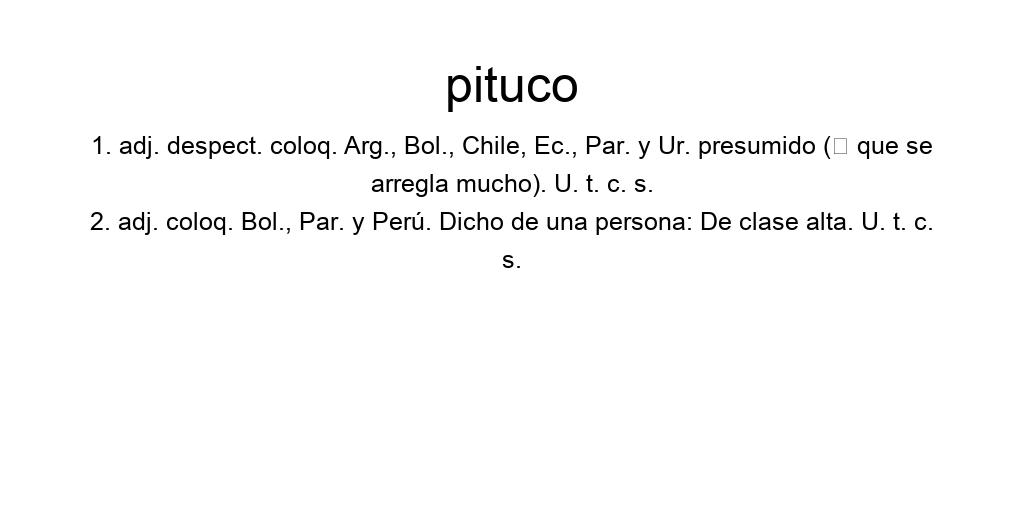 pituco
1. adj. despect. coloq. Arg., Bol., Chile, Ec., Par. y Ur. presumido (□ que se
arregla mucho). U. t. c. s.
2. adj. coloq. Bol., Par. y Perú. Dicho de una persona: De clase alta. U. t. c.
s.